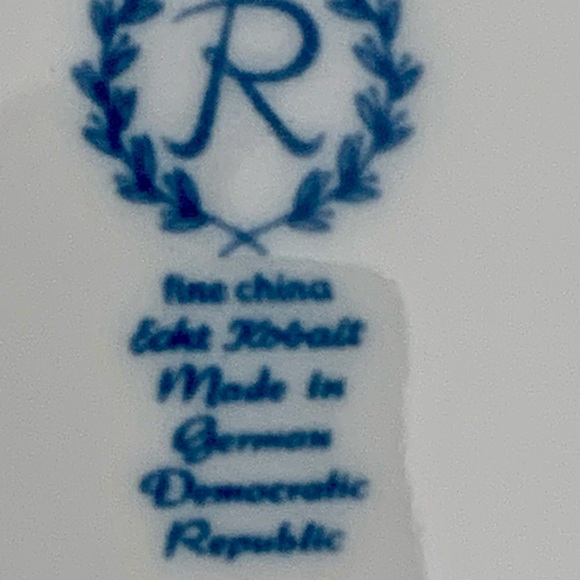 R
fine china
Echt Kobalt
Made in
German
Democratic
Republic